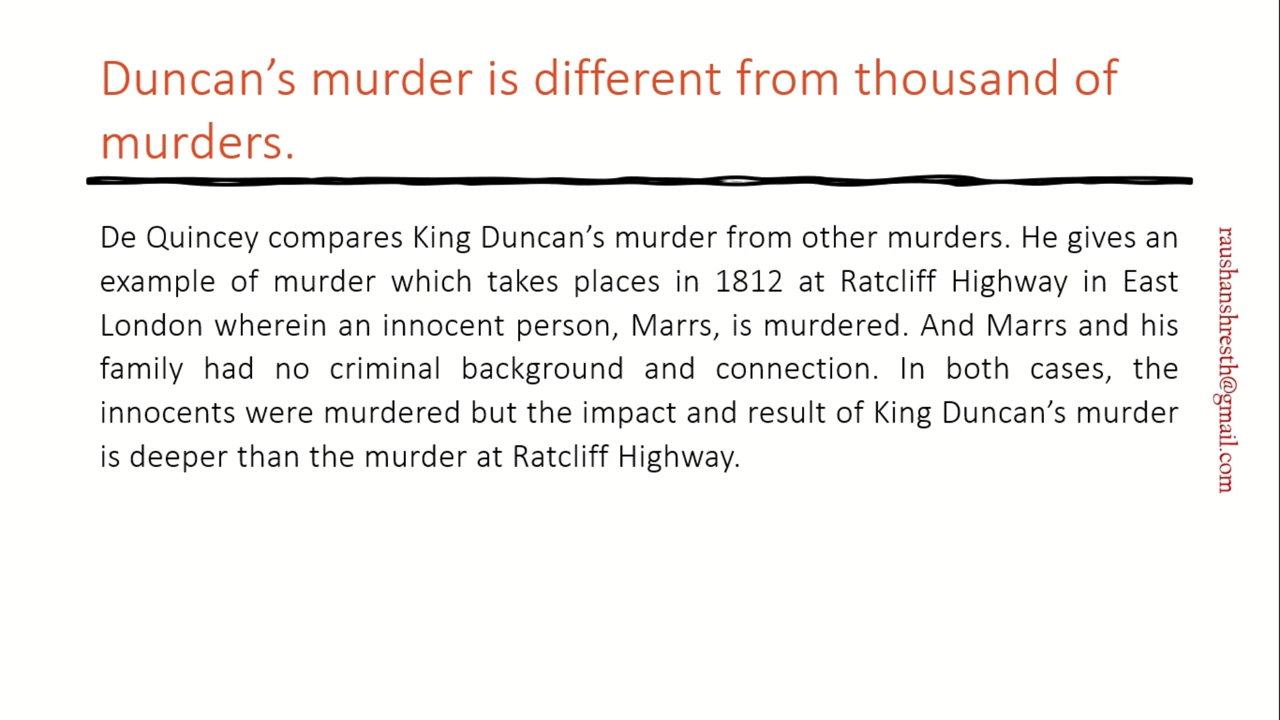 Duncan’s murder is different from thousand of
murders.
De Quincey compares King Duncan’s murder from other murders. He gives an
example of murder which takes places in 1812 at Ratcliff Highway in East
London wherein an innocent person, Marrs, is murdered. And Marrs and his
family had no criminal background and connection. In both cases, the
innocents were murdered but the impact and result of King Duncan’s murder
is deeper than the murder at Ratcliff Highway.
raushanshresth@gmail.com